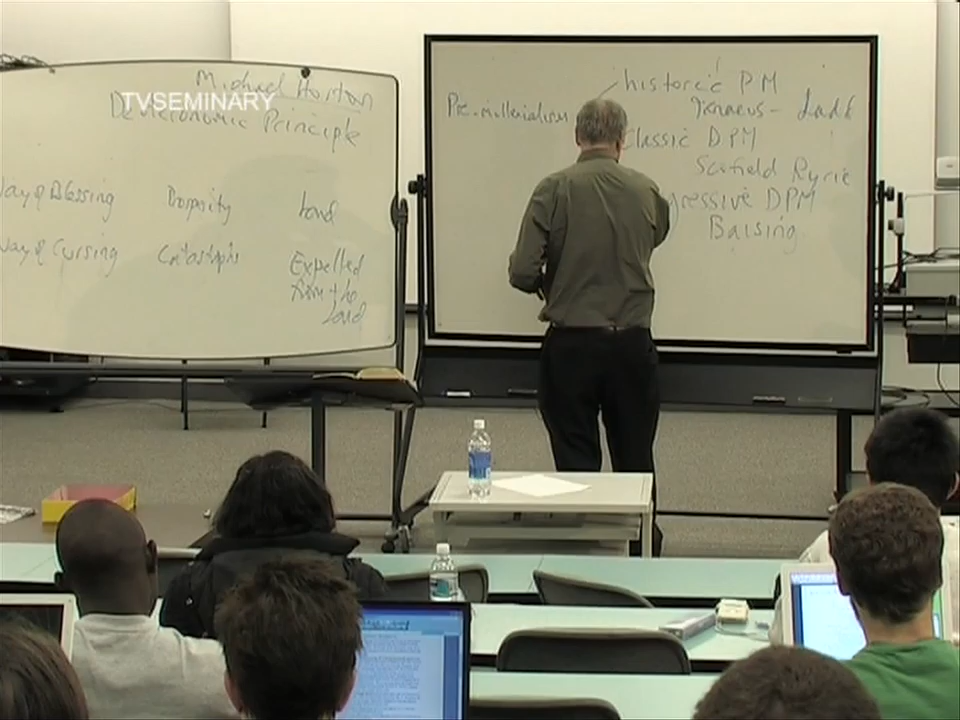 TVSEMINARY
Michael Horton
Deuteronomic Principle
Way of Blessing Prosperity Land
Way of Cursing Catastrophe Expelled
from the
Land
historic PM
Pre-millenialism Irenaeus - Ladd
Classic DPM
Scofield Ryrie
gressive DPM
Blaising